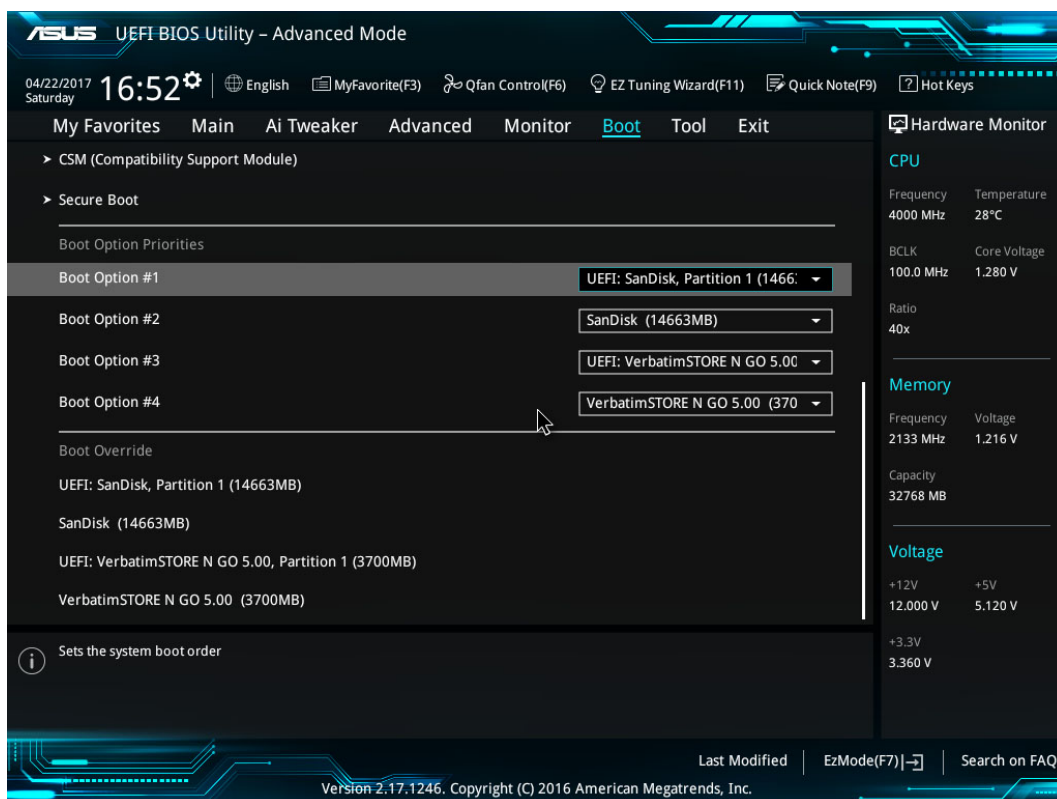 ASUS UEFI BIOS Utility – Advanced Mode
04/22/2017 Saturday 16:52 English MyFavorite(F3) Qfan Control(F6) EZ Tuning Wizard(F11) Quick Note(F9) ? Hot Keys
My Favorites Main Ai Tweaker Advanced Monitor Boot Tool Exit
> CSM (Compatibility Support Module)
> Secure Boot
Boot Option Priorities
Boot Option #1 UEFI: SanDisk, Partition 1 (1466
Boot Option #2 SanDisk (14663MB)
Boot Option #3 UEFI: VerbatimSTORE N GO 5.00
Boot Option #4 VerbatimSTORE N GO 5.00 (370
Boot Override
UEFI: SanDisk, Partition 1 (14663MB)
SanDisk (14663MB)
UEFI: VerbatimSTORE N GO 5.00, Partition 1 (3700MB)
VerbatimSTORE N GO 5.00 (3700MB)
i Sets the system boot order
Hardware Monitor
CPU
Frequency Temperature
4000 MHz 28°C
BCLK Core Voltage
100.0 MHz 1.280 V
Ratio
40x
Memory
Frequency Voltage
2133 MHz 1.216 V
Capacity
32768 MB
Voltage
+12V +5V
12.000 V 5.120 V
+3.3V
3.360 V
Last Modified EzMode(F7) Search on FAQ
Version 2.17.1246. Copyright (C) 2016 American Megatrends, Inc.